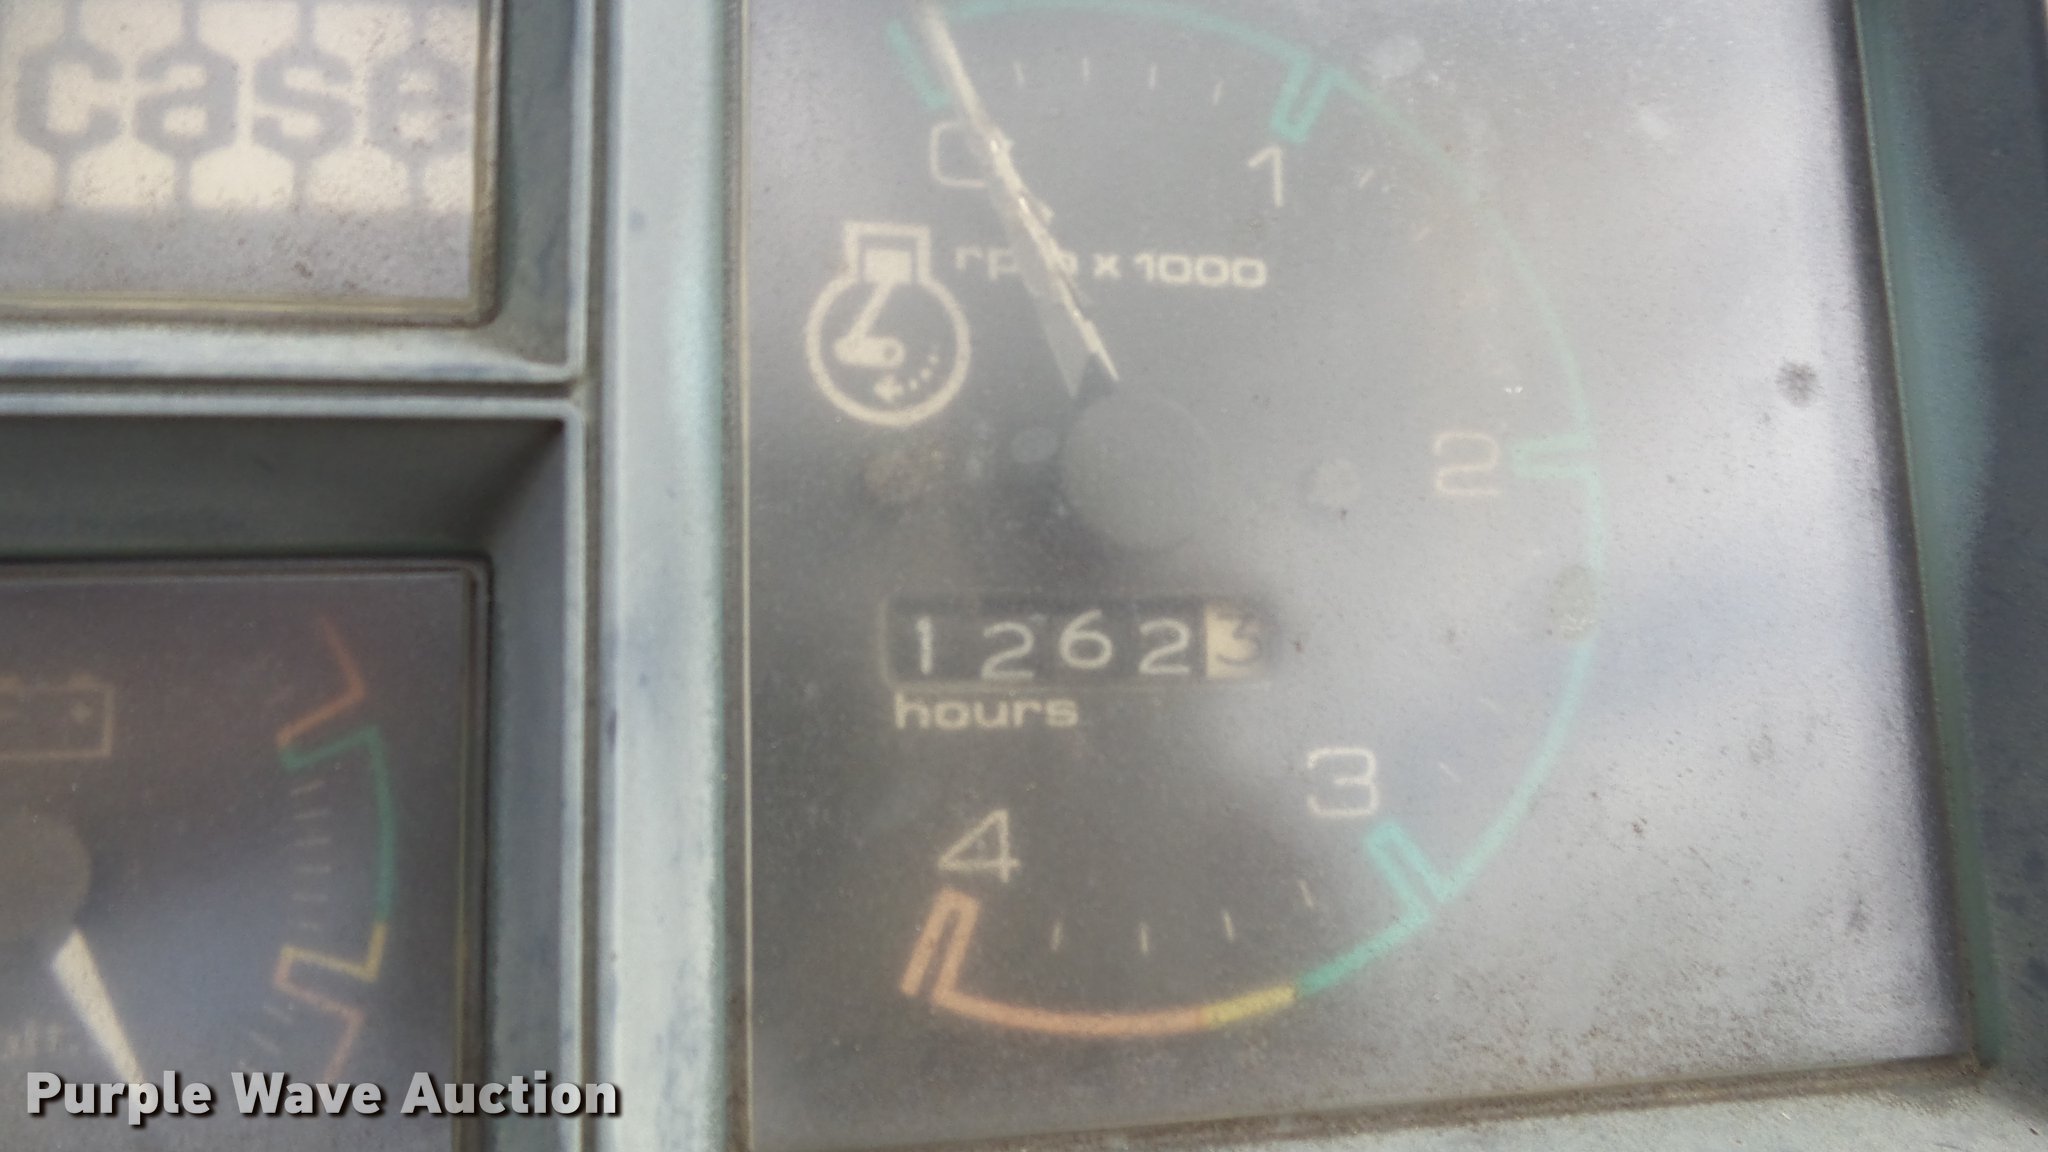 case
0
1
rpm x 1000
2
12623
hours
3
4
Purple Wave Auction